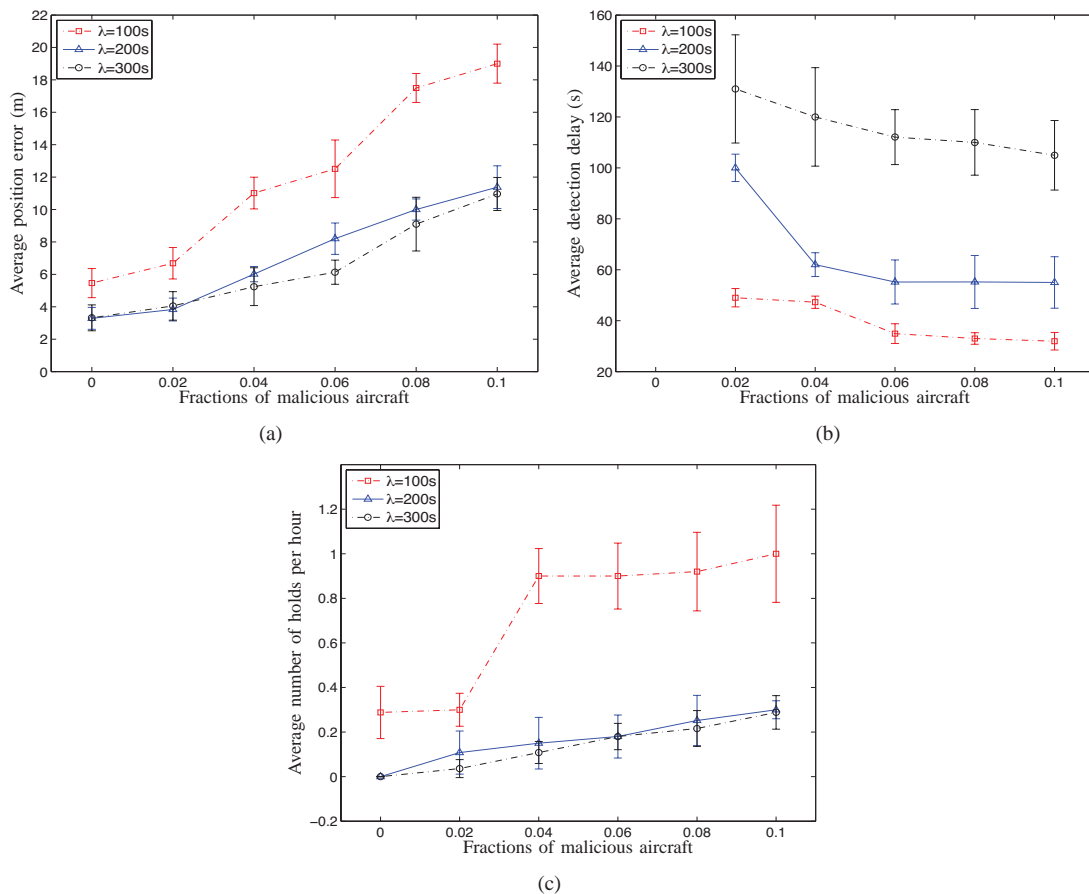 22
20
18
16
14
12
10
8
6
4
2
0
Average position error (m)
λ=100s
λ=200s
λ=300s
0 0.02 0.04 0.06 0.08 0.1
Fractions of malicious aircraft
(a)
160
140
120
100
80
60
40
20
Average detection delay (s)
λ=100s
λ=200s
λ=300s
0 0.02 0.04 0.06 0.08 0.1
Fractions of malicious aircraft
(b)
1.2
1
0.8
0.6
0.4
0.2
0
−0.2
Average number of holds per hour
λ=100s
λ=200s
λ=300s
0 0.02 0.04 0.06 0.08 0.1
Fractions of malicious aircraft
(c)